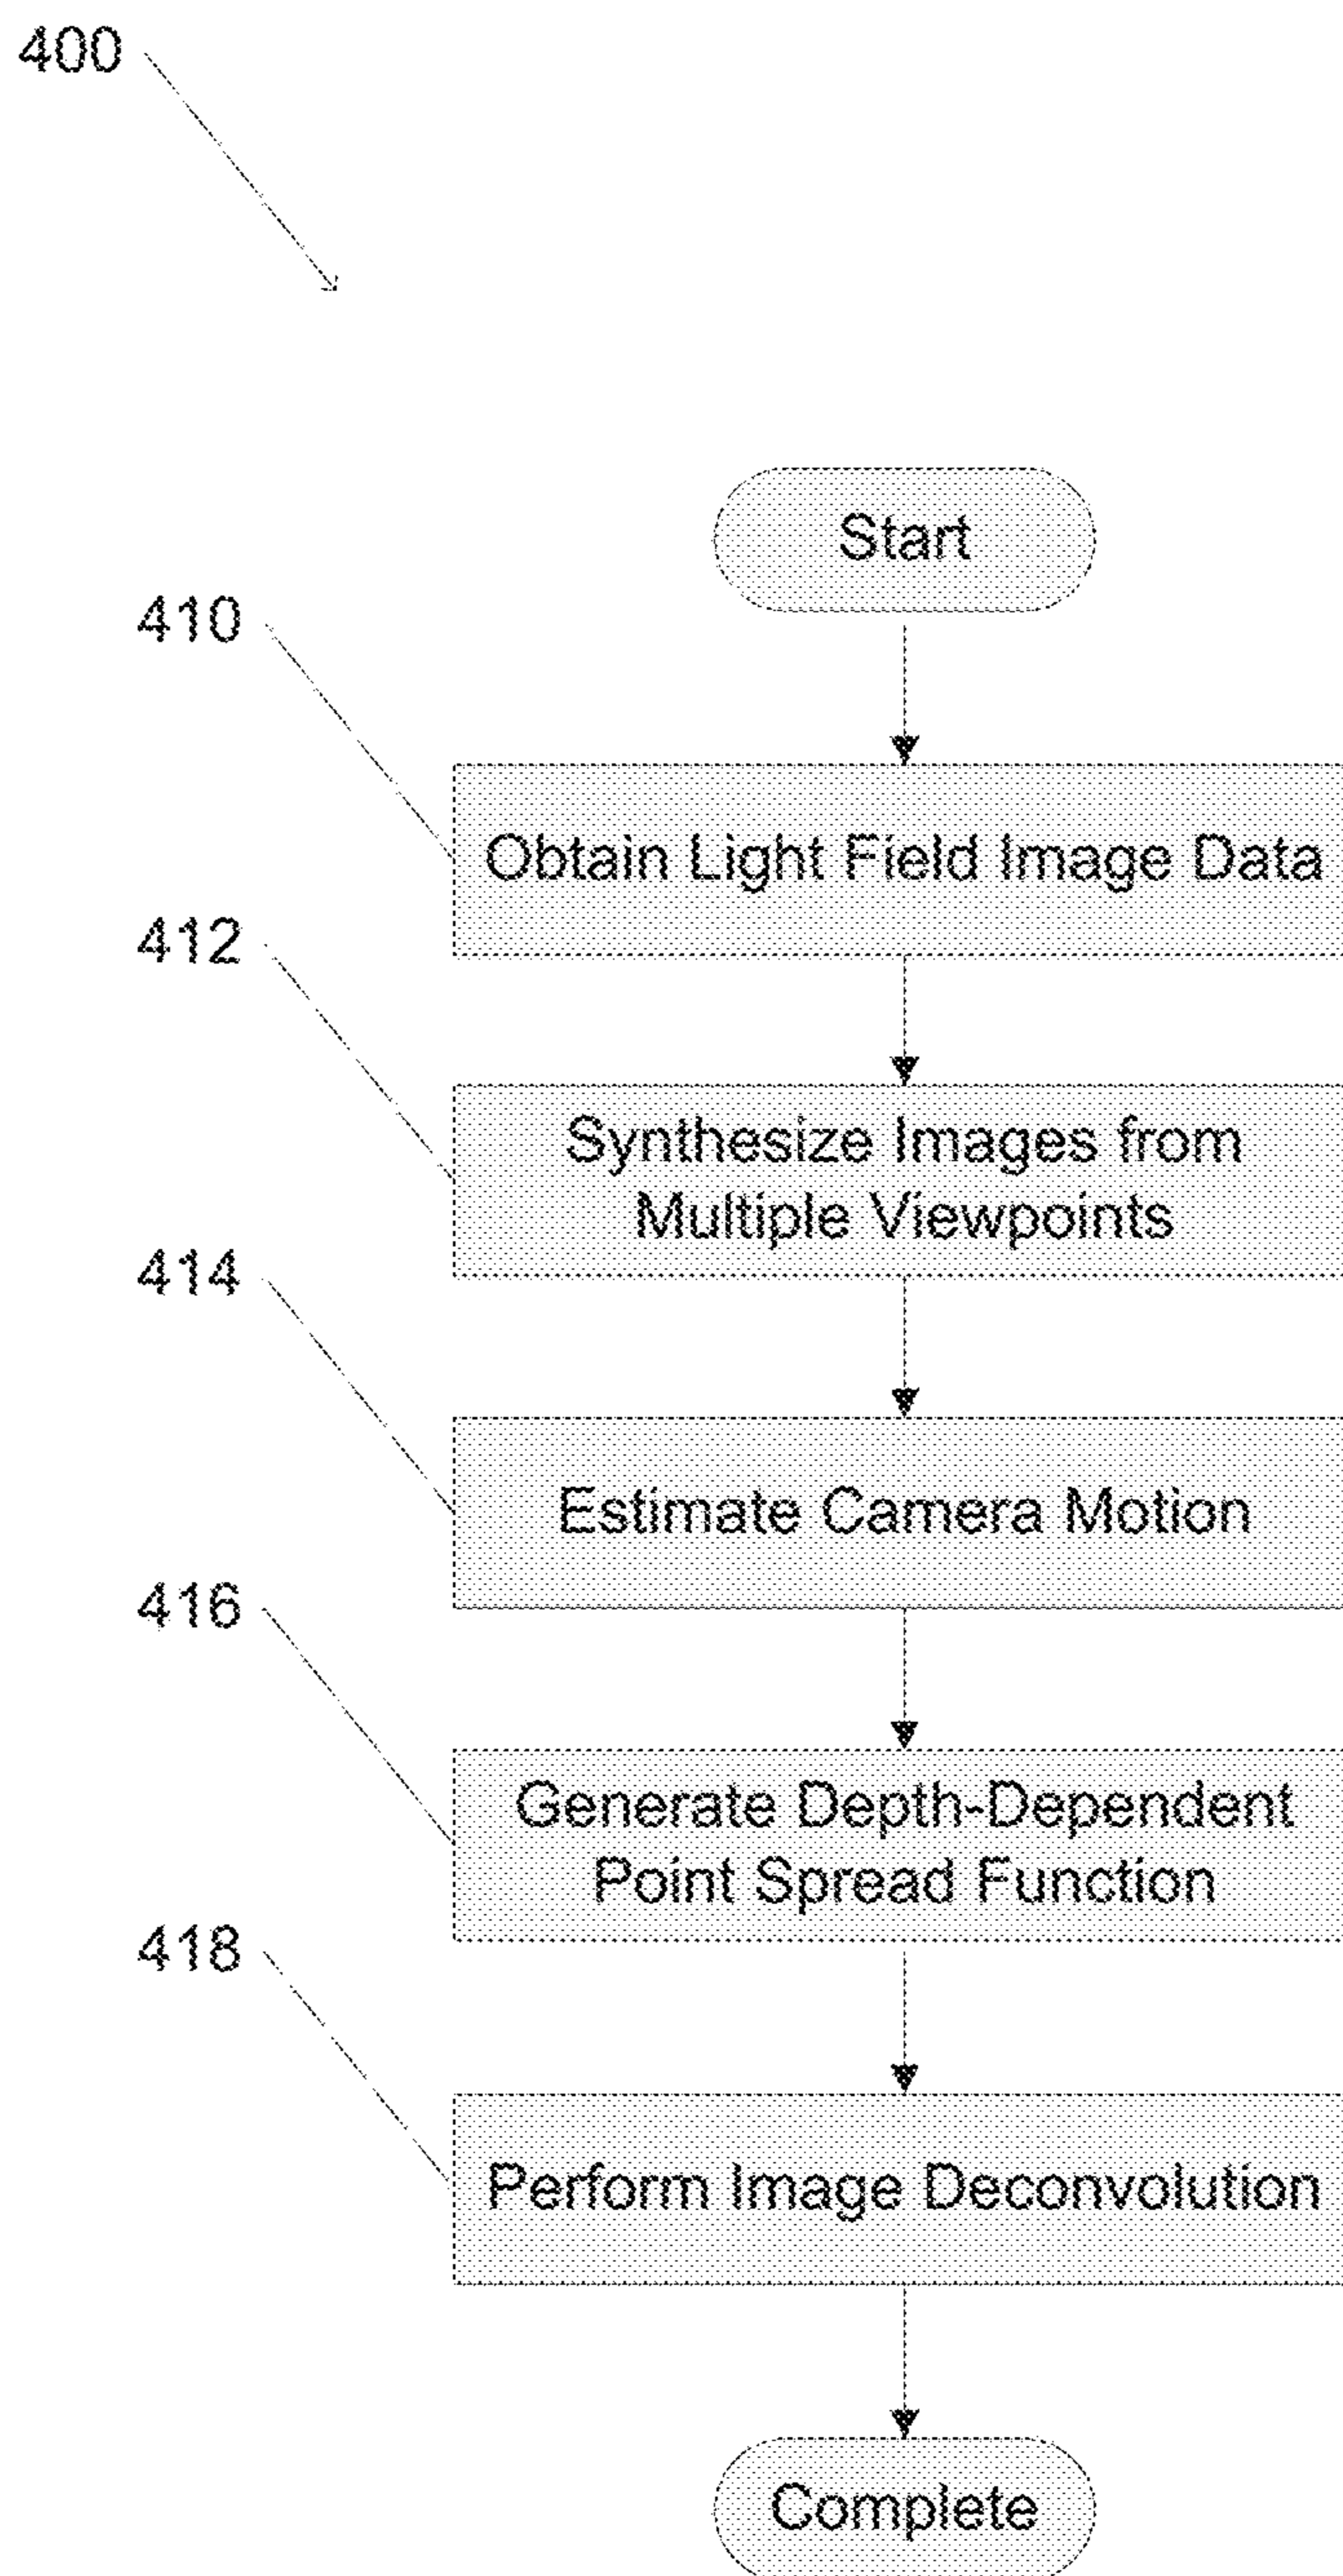 400
Start
410
Obtain Light Field Image Data
412
Synthesize Images from
Multiple Viewpoints
414
Estimate Camera Motion
416
Generate Depth-Dependent
Point Spread Function
418
Perform Image Deconvolution
Complete